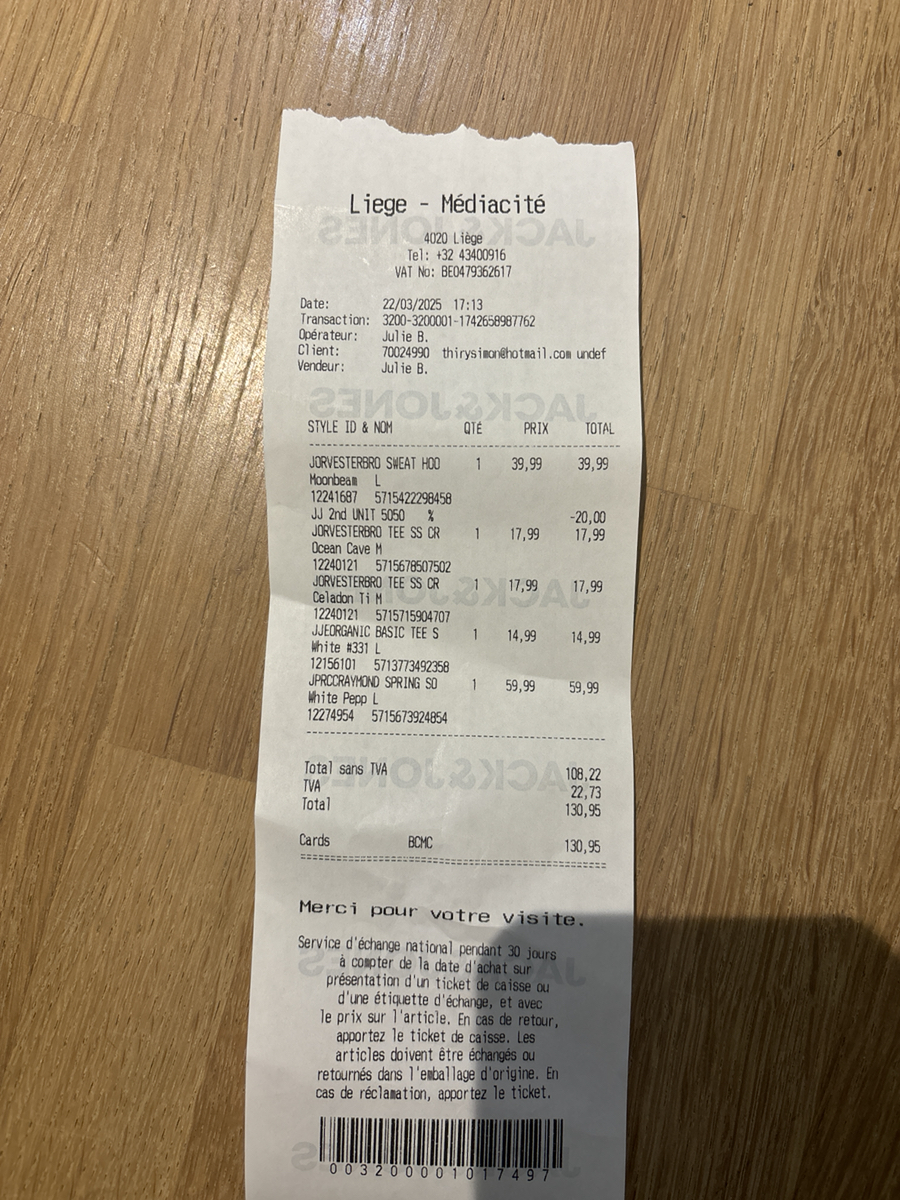 Liege - Médiacité
JACK&JONES
4020 Liège
Tel: +32 43400916
VAT No: BE0479362617
Date: 22/03/2025 17:13
Transaction: 3200-3200001-1742658987762
Opérateur: Julie B.
Client: 70024990 thirysimon@hotmail.com undef
Vendeur: Julie B.
JACK&JONES
STYLE ID & NOM QTÉ PRIX TOTAL
JORVESTERBRO SWEAT HOO 1 39,99 39,99
Moonbeam L
12241687 5715422298458
JJ 2nd UNIT 5050 % -20,00
JORVESTERBRO TEE SS CR 1 17,99 17,99
Ocean Cave M
12240121 5715678507502
JORVESTERBRO TEE SS CR 1 17,99 17,99
JACK&JONES
Celadon Ti M
12240121 5715715904707
JJEORGANIC BASIC TEE S 1 14,99 14,99
White #331 L
12156101 5713773492358
JPRCCRAYMOND SPRING SO 1 59,99 59,99
White Pepp L
12274954 5715673924854
Total sans TVA 108,22
JACK&JONES
TVA 22,73
Total 130,95
Cards BCMC 130,95
Merci pour votre visite.
Service d'échange national pendant 30 jours
à compter de la date d'achat sur
présentation d'un ticket de caisse ou
d'une étiquette d'échange, et avec
le prix sur l'article. En cas de retour,
apportez le ticket de caisse. Les
articles doivent être échangés ou
retournés dans l'emballage d'origine. En
cas de réclamation, apportez le ticket.
0032000001017497